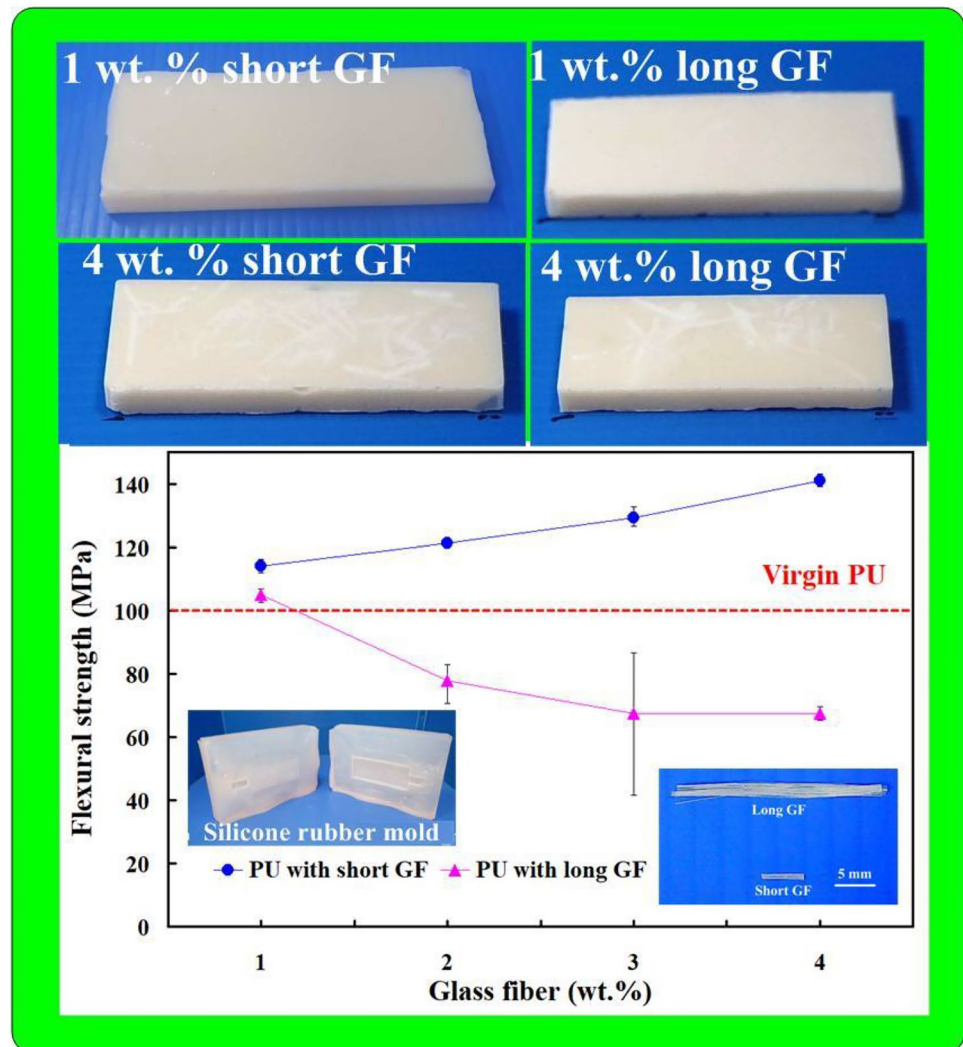 1 wt. % short GF
1 wt.% long GF
4 wt. % short GF
4 wt.% long GF
Flexural strength (MPa)
140
120
100
80
60
40
20
0
Virgin PU
Silicone rubber mold
Long GF
Short GF
5 mm
PU with short GF
PU with long GF
1
2
3
4
Glass fiber (wt.%)